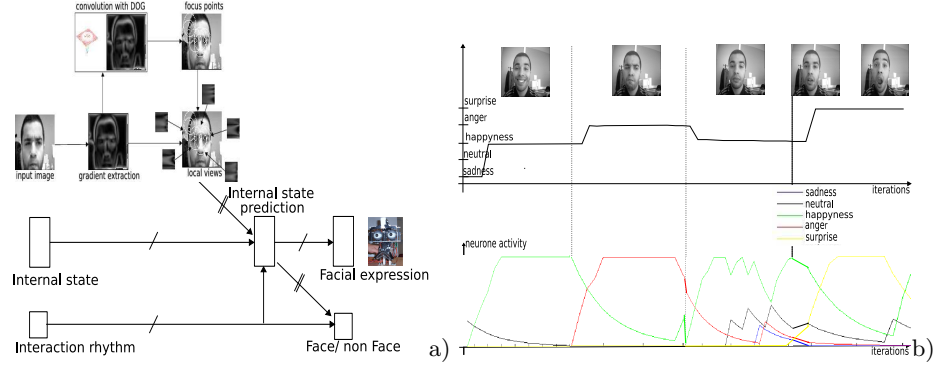 convolution with DOG
focus points
input image
gradient extraction
local views
Internal state
prediction
Internal state
Facial expression
Interaction rhythm
Face/ non Face
a)
surprise
anger
happyness
neutral
sadness
iterations
sadness
neutral
happyness
anger
surprise
neurone activity
iterations
b)